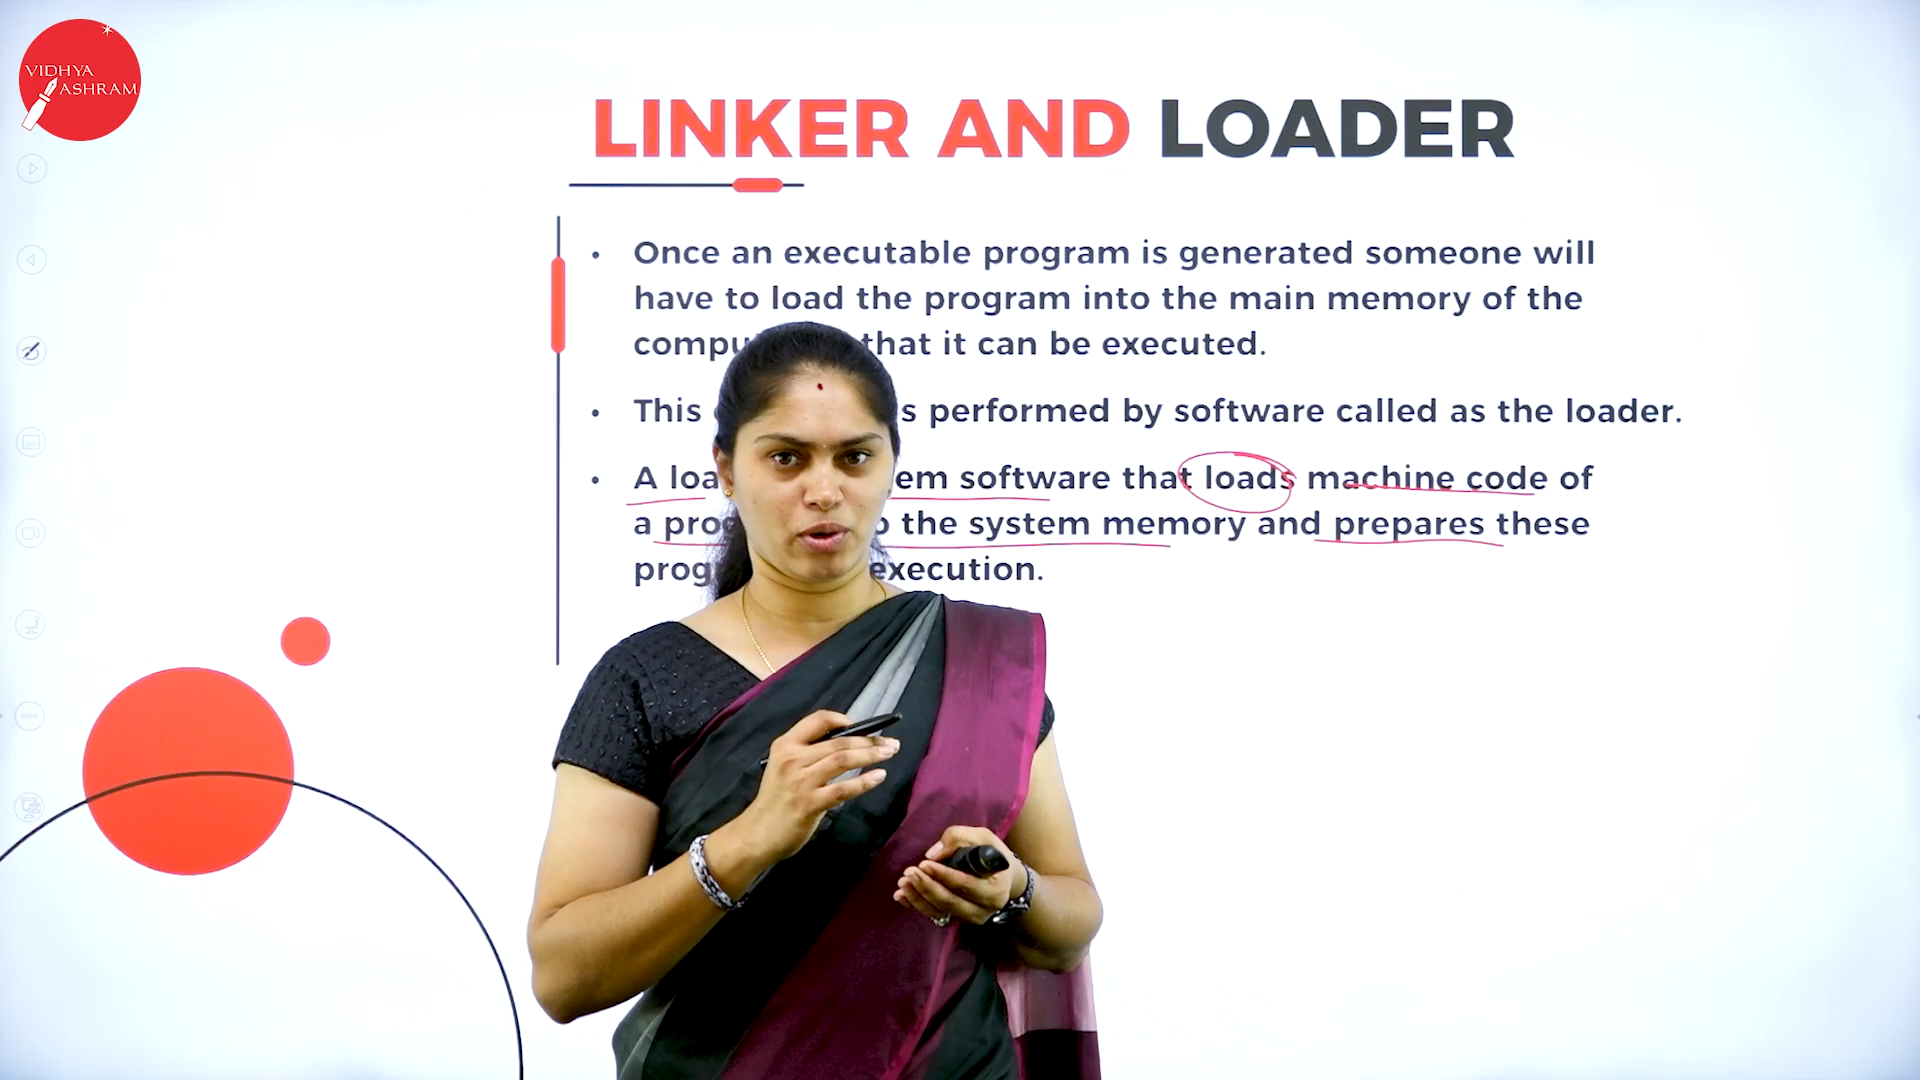 VIDHYA
ASHRAM
LINKER AND LOADER
• Once an executable program is generated someone will
have to load the program into the main memory of the
that it can be executed.
• This performed by software called as the loader.
• A software that loads machine code of
a the system memory and prepares these
execution.